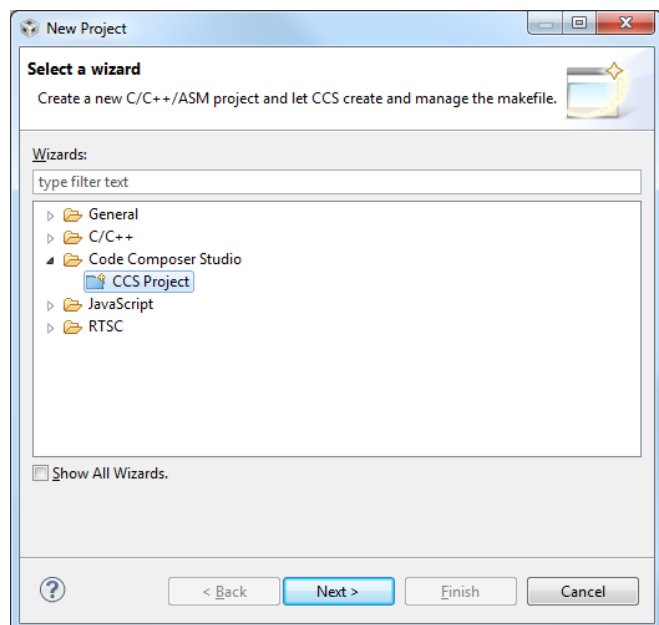 New Project
Select a wizard
Create a new C/C++/ASM project and let CCS create and manage the makefile.
Wizards:
type filter text
General
C/C++
Code Composer Studio
CCS Project
JavaScript
RTSC
Show All Wizards.
? < Back Next > Finish Cancel